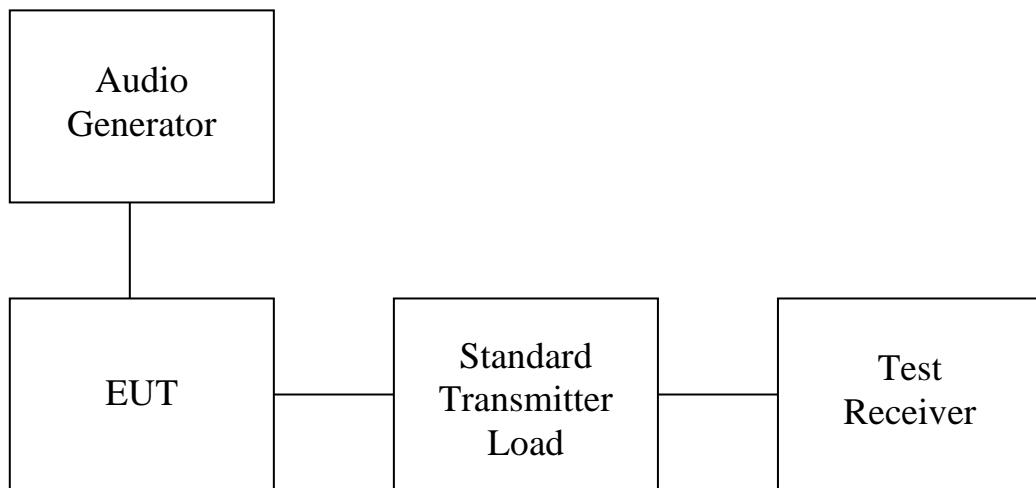 Audio
Generator
EUT
Standard
Transmitter
Load
Test
Receiver